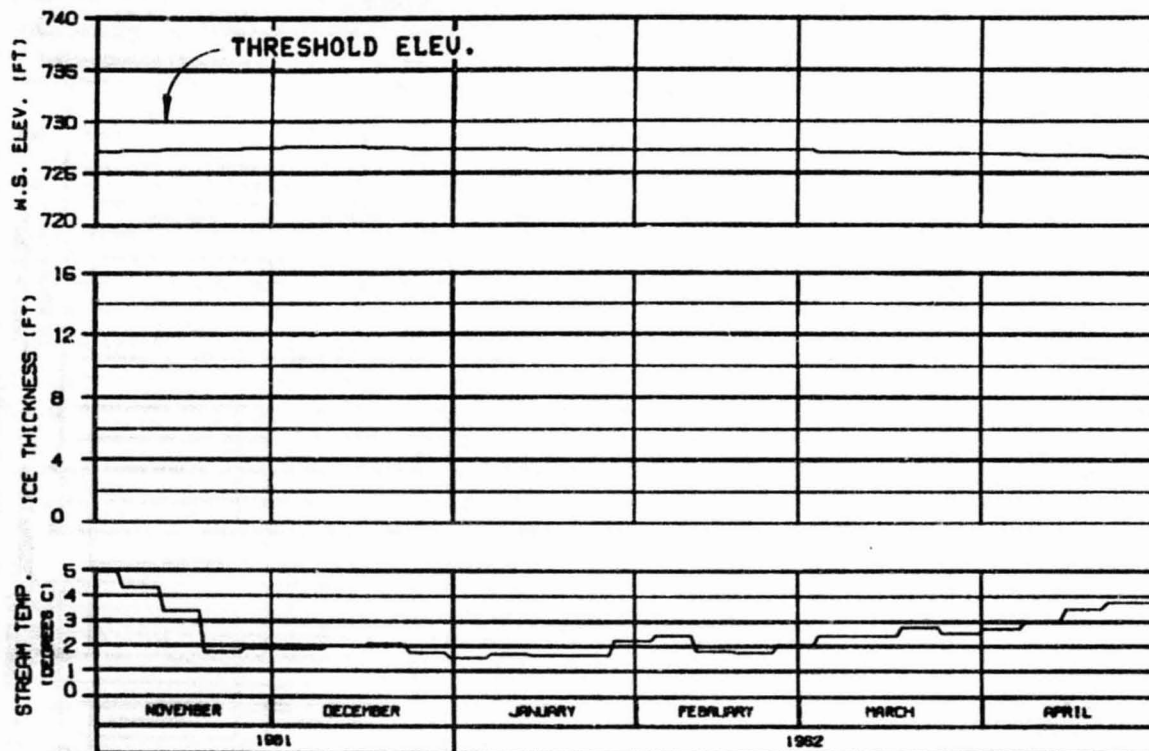 740
THRESHOLD ELEV.
735
730
725
720
W.S. ELEV. (FT)
16
12
8
4
0
ICE THICKNESS (FT)
5
4
3
2
1
0
STREAM TEMP.
(DEGREES C)
NOVEMBER DECEMBER JANUARY FEBRUARY MARCH APRIL
1981 1982